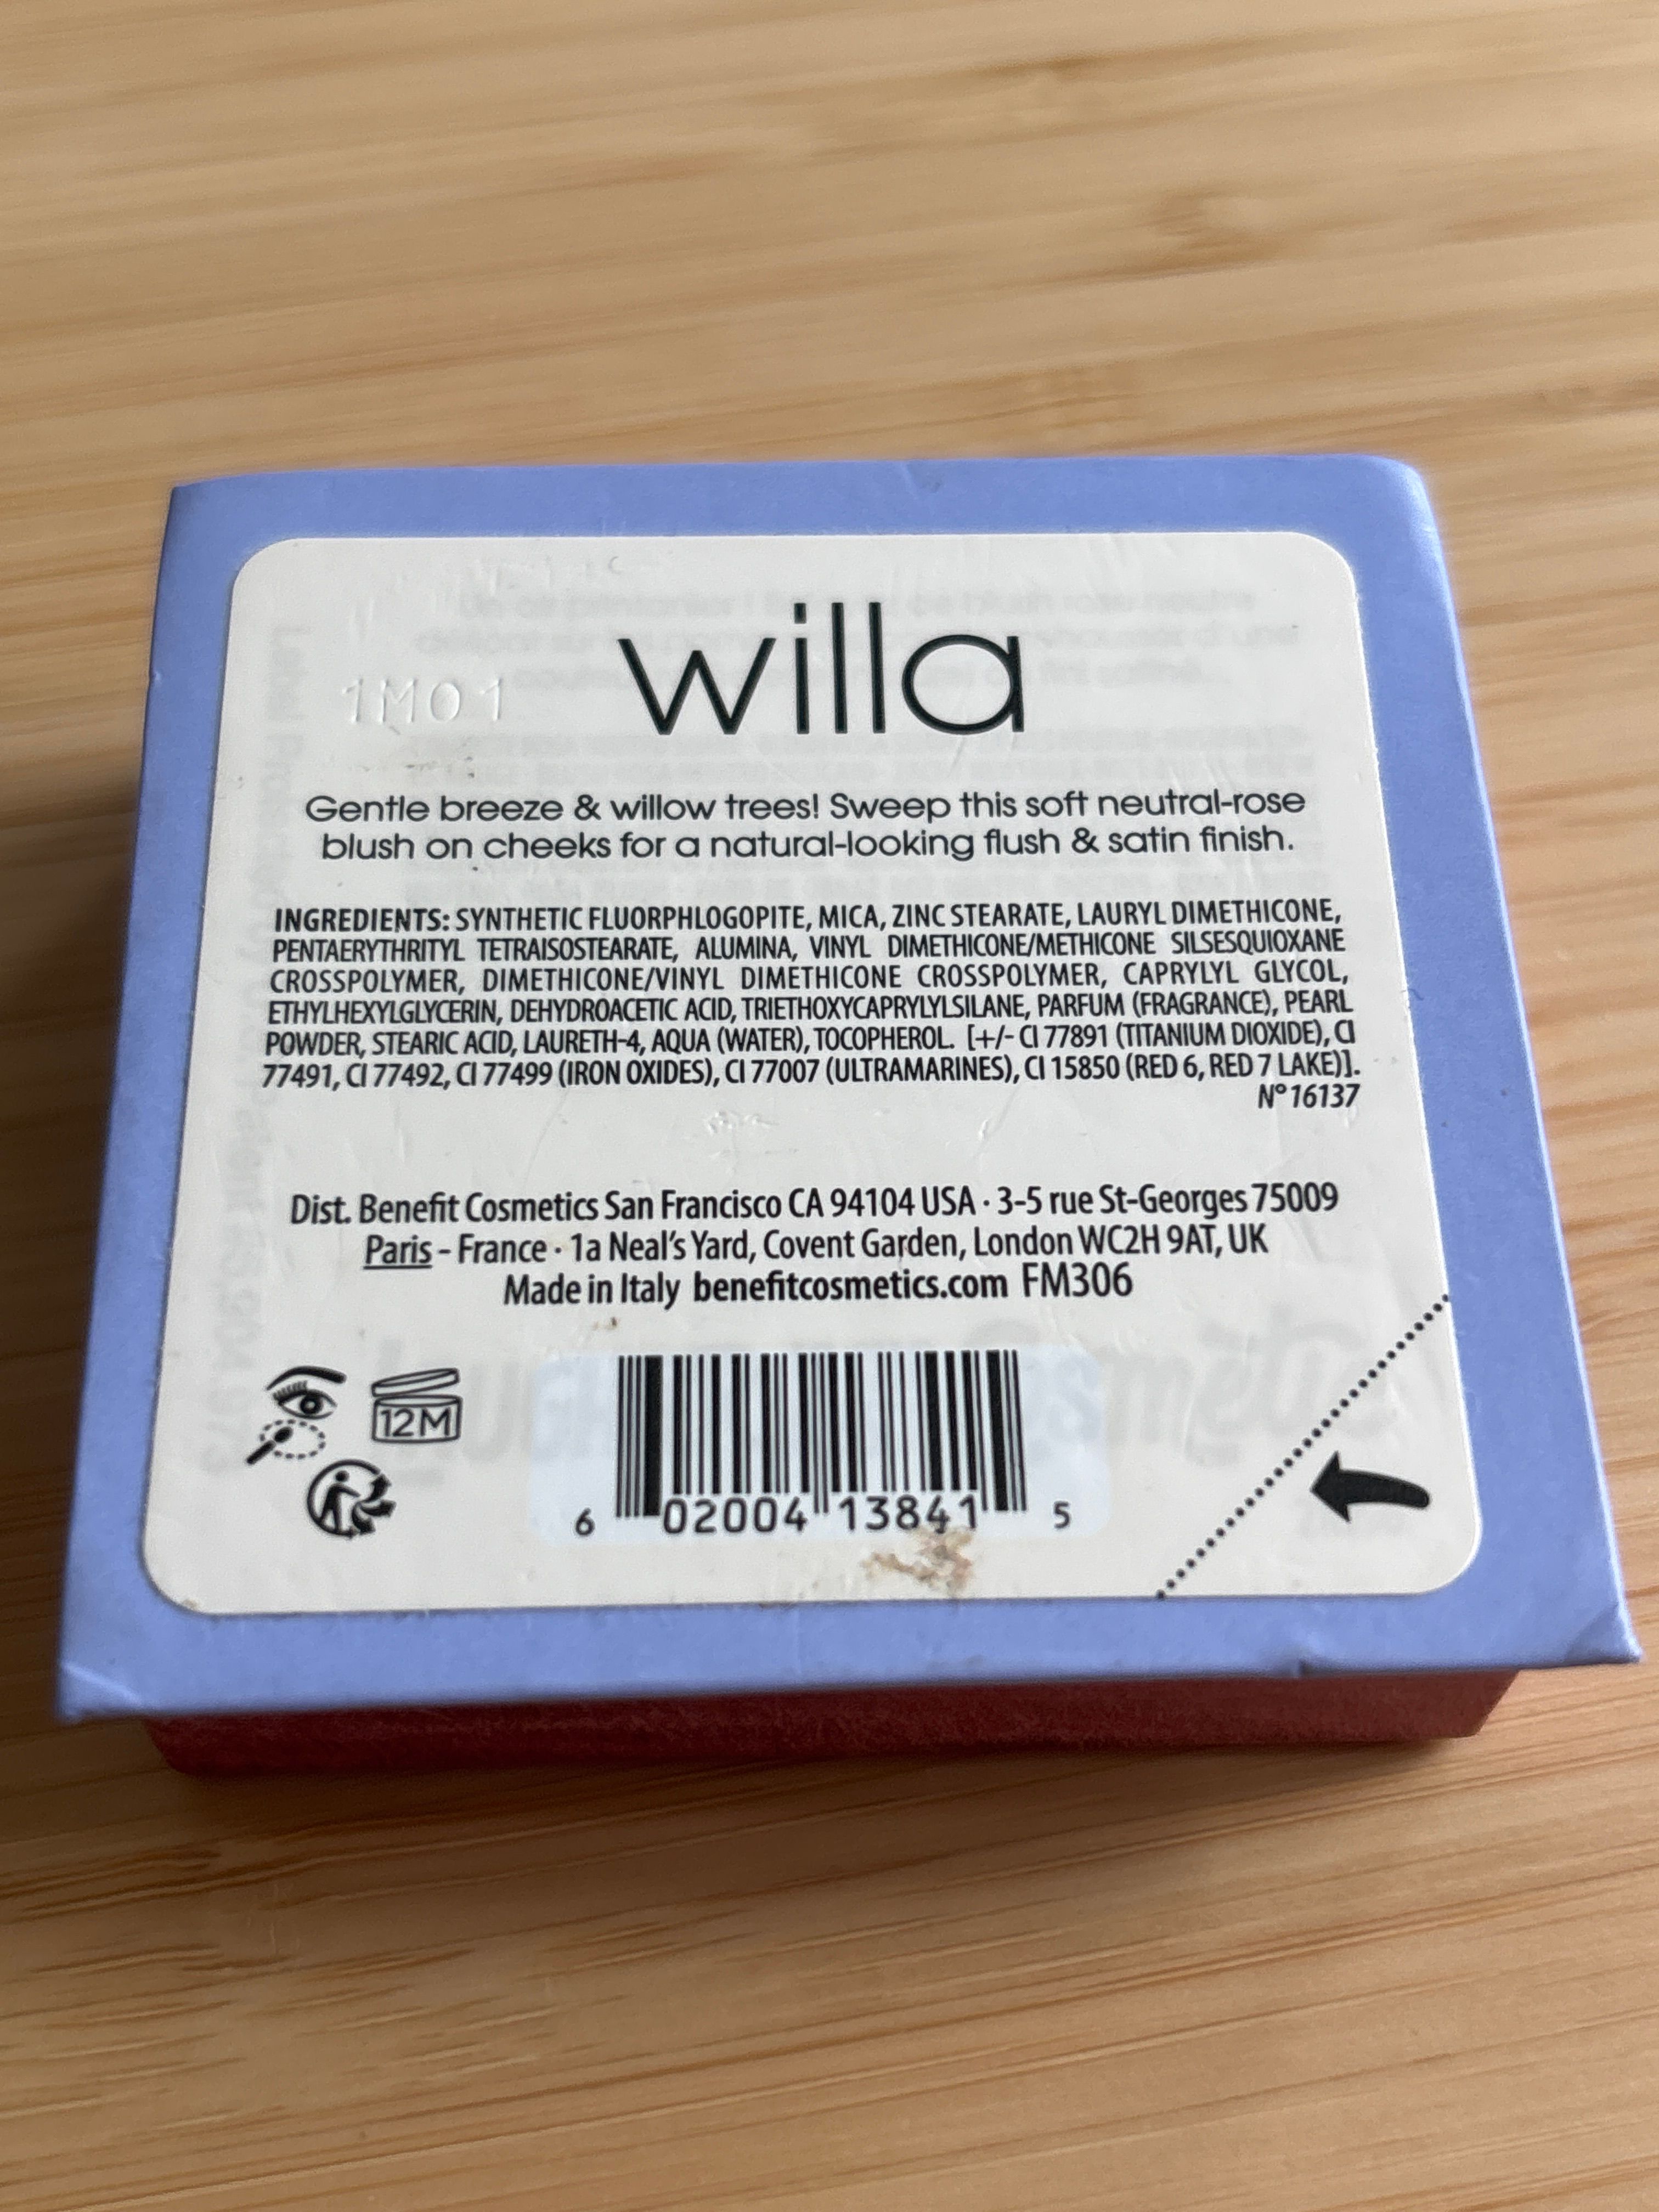 willa
1M01
Gentle breeze & willow trees! Sweep this soft neutral-rose
blush on cheeks for a natural-looking flush & satin finish.
INGREDIENTS: SYNTHETIC FLUORPHLOGOPITE, MICA, ZINC STEARATE, LAURYL DIMETHICONE,
PENTAERYTHRITYL TETRAISOSTEARATE, ALUMINA, VINYL DIMETHICONE/METHICONE SILSESQUIOXANE
CROSSPOLYMER, DIMETHICONE/VINYL DIMETHICONE CROSSPOLYMER, CAPRYLYL GLYCOL,
ETHYLHEXYLGLYCERIN, DEHYDROACETIC ACID, TRIETHOXYCAPRYLYLSILANE, PARFUM (FRAGRANCE), PEARL
POWDER, STEARIC ACID, LAURETH-4, AQUA (WATER), TOCOPHEROL. [+/- CI 77891 (TITANIUM DIOXIDE), CI
77491, CI 77492, CI 77499 (IRON OXIDES), CI 77007 (ULTRAMARINES), CI 15850 (RED 6, RED 7 LAKE)].
N° 16137
Dist. Benefit Cosmetics San Francisco CA 94104 USA · 3-5 rue St-Georges 75009
Paris – France · 1a Neal's Yard, Covent Garden, London WC2H 9AT, UK
Made in Italy benefitcosmetics.com FM306
12M
6 02004 13841 5